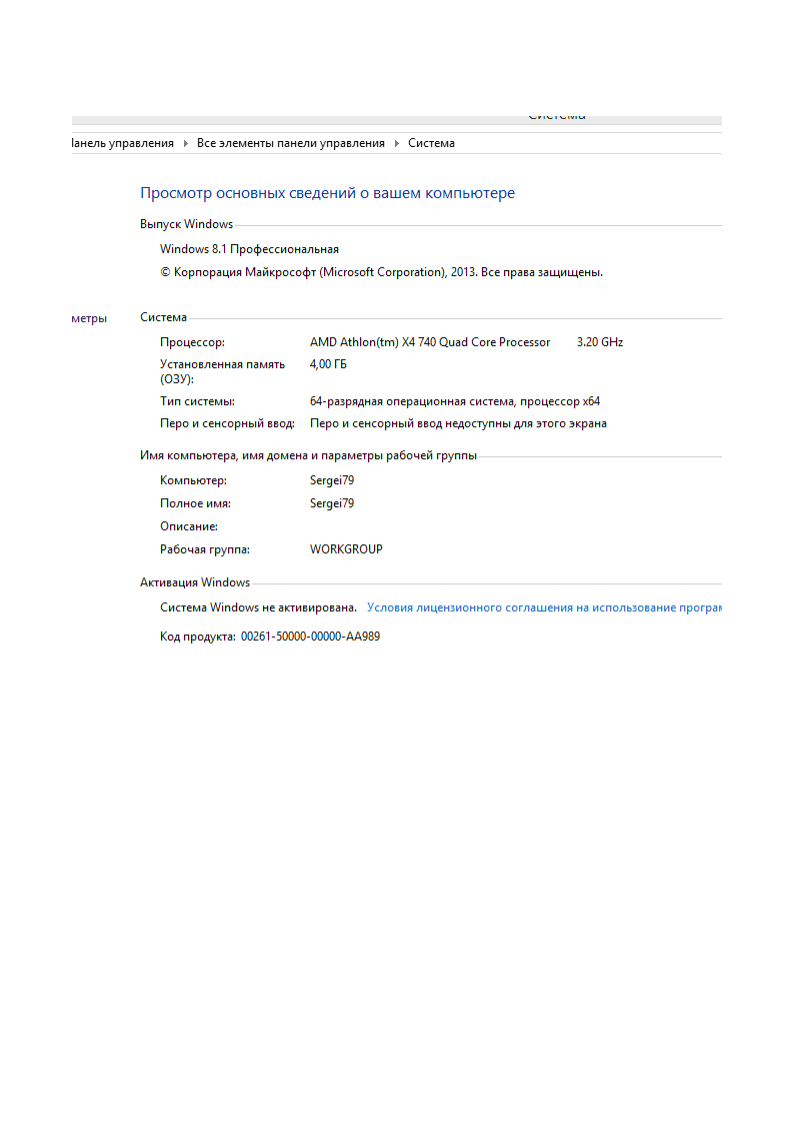 Система
Панель управления Все элементы панели управления Система
Просмотр основных сведений о вашем компьютере
Выпуск Windows
Windows 8.1 Профессиональная
© Корпорация Майкрософт (Microsoft Corporation), 2013. Все права защищены.
метры
Система
Процессор: AMD Athlon(tm) X4 740 Quad Core Processor 3.20 GHz
Установленная память 4,00 ГБ
(ОЗУ):
Тип системы: 64-разрядная операционная система, процессор x64
Перо и сенсорный ввод: Перо и сенсорный ввод недоступны для этого экрана
Имя компьютера, имя домена и параметры рабочей группы
Компьютер: Sergei79
Полное имя: Sergei79
Описание:
Рабочая группа: WORKGROUP
Активация Windows
Система Windows не активирована. Условия лицензионного соглашения на использование програм
Код продукта: 00261-50000-00000-AA989